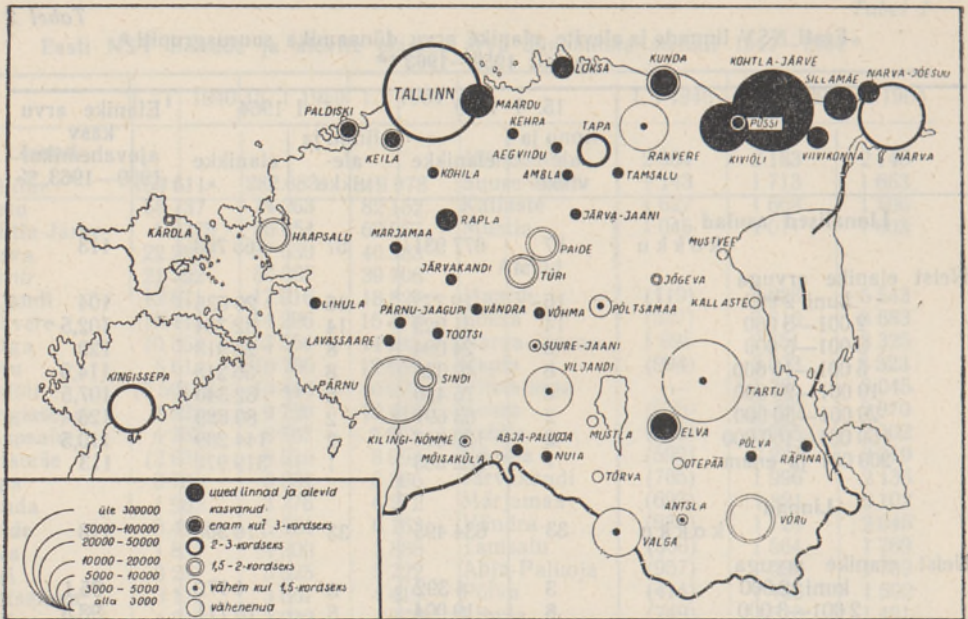 KUNDA
KOHTLA-JÄRVE
SILLAMÄE
NARVA-JÕESUU
LOKSA
TALLINN
MAARDU
PALDISKI
KEHRA
TAPA
PÜSSI
KEILA
AEGVIIDU
RAKVERE
KIVIÕLI
VIIVIKONNA
NARVA
KOHILA
AMBLA
TAMSALU
KÄRDLA
RAPLA
JÄRVA-JAANI
HAAPSALU
MARJAMAA
PAIDE
MUSTVEE
JÄRVAKANDI
TÜRI
JÕGEVA
LIHULA
PÄRNU-JAAGUPI
VÄNDRA
VÕHMA
PÕLTSAMAA
KALLASTE
LAVASSAARE
TOOTSI
SUURE-JAANI
KINGISSEPA
PÄRNU
SINDI
VILJANDI
TARTU
MUSTLA
ELVA
KILINGI-NÕMME
ABJA-PALUOJA
PÕLVA
RÄPINA
MÕISAKÜLA
NUIA
OTEPÄÄ
TÕRVA
ANTSLA
VÕRU
VALGA
üle 300000
50000-100000
20000-50000
10000-20000
5000-10000
3000-5000
alla 3000
uued linnad ja alevid
kasvanud
enam kui 3-kordseks
2-3-kordseks
1,5-2-kordseks
vähem kui 1,5-kordseks
vähenenud